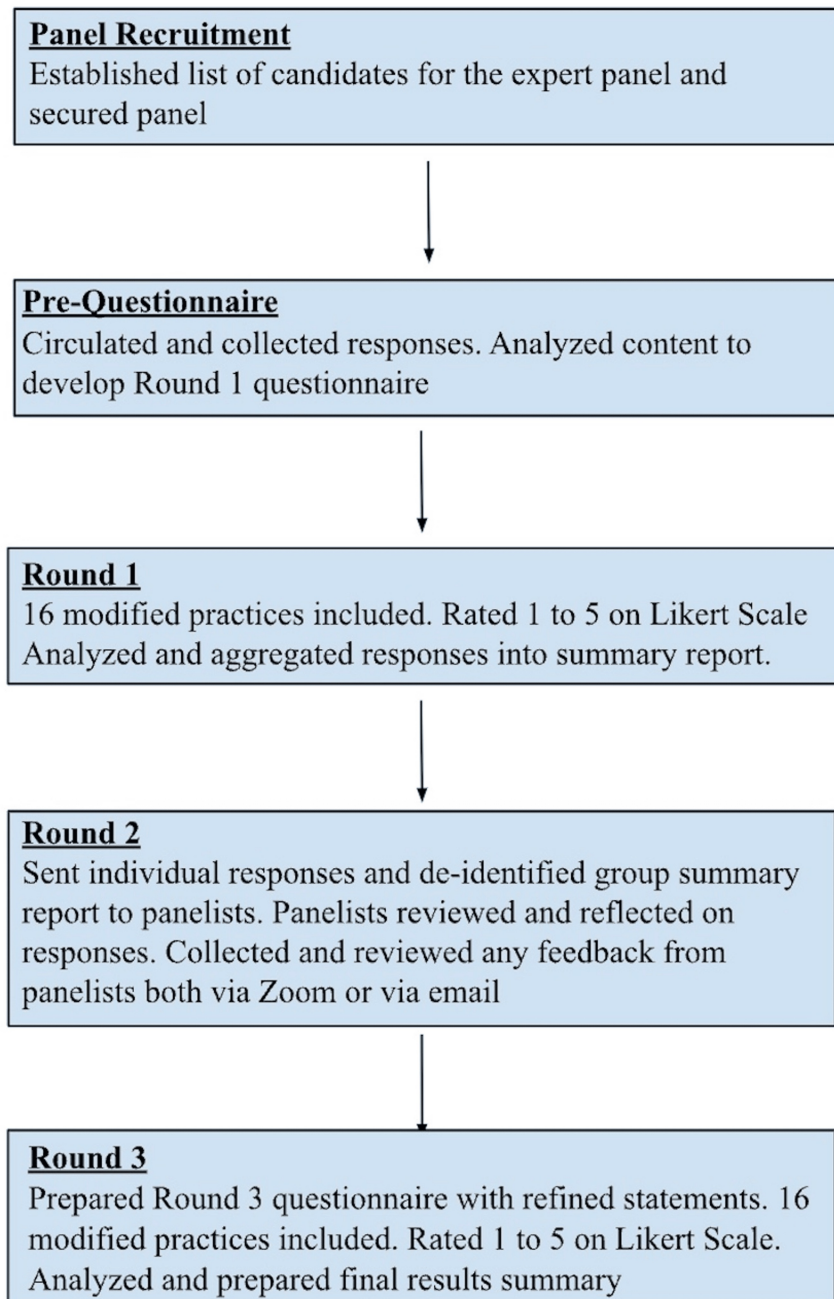 Panel Recruitment
Established list of candidates for the expert panel and
secured panel
Pre-Questionnaire
Circulated and collected responses. Analyzed content to
develop Round 1 questionnaire
Round 1
16 modified practices included. Rated 1 to 5 on Likert Scale
Analyzed and aggregated responses into summary report.
Round 2
Sent individual responses and de-identified group summary
report to panelists. Panelists reviewed and reflected on
responses. Collected and reviewed any feedback from
panelists both via Zoom or via email
Round 3
Prepared Round 3 questionnaire with refined statements. 16
modified practices included. Rated 1 to 5 on Likert Scale.
Analyzed and prepared final results summary